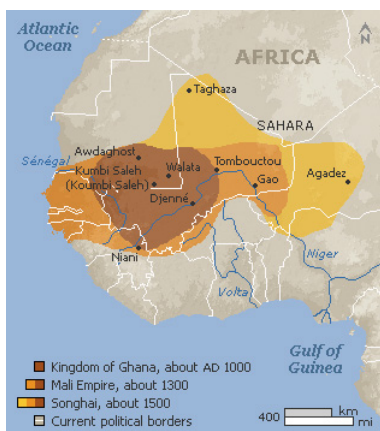 Atlantic
Ocean
N
AFRICA
Taghaza
SAHARA
Awdaghost
Sénégal
Walata
Tombouctou
Kumbi Saleh
(Koumbi Saleh)
Gao
Agadez
Djenné
Niani
Niger
Volta
Gulf of
Guinea
Kingdom of Ghana, about AD 1000
Mali Empire, about 1300
Songhai, about 1500
Current political borders
400
km
mi